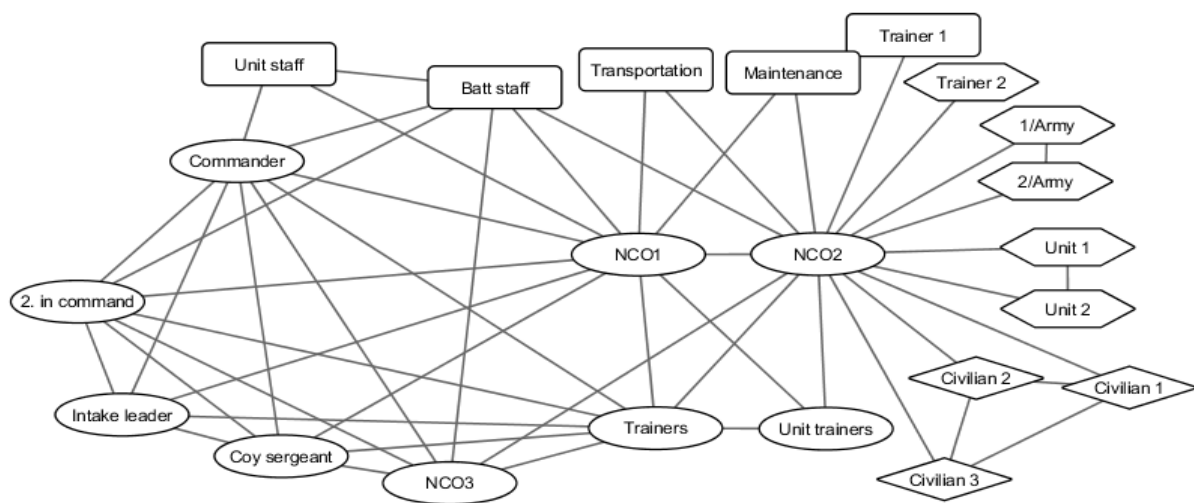 Trainer 1
Unit staff
Batt staff
Transportation
Maintenance
Trainer 2
1/Army
Commander
2/Army
NCO1
NCO2
Unit 1
2. in command
Unit 2
Civilian 2
Civilian 1
Intake leader
Trainers
Unit trainers
Coy sergeant
NCO3
Civilian 3